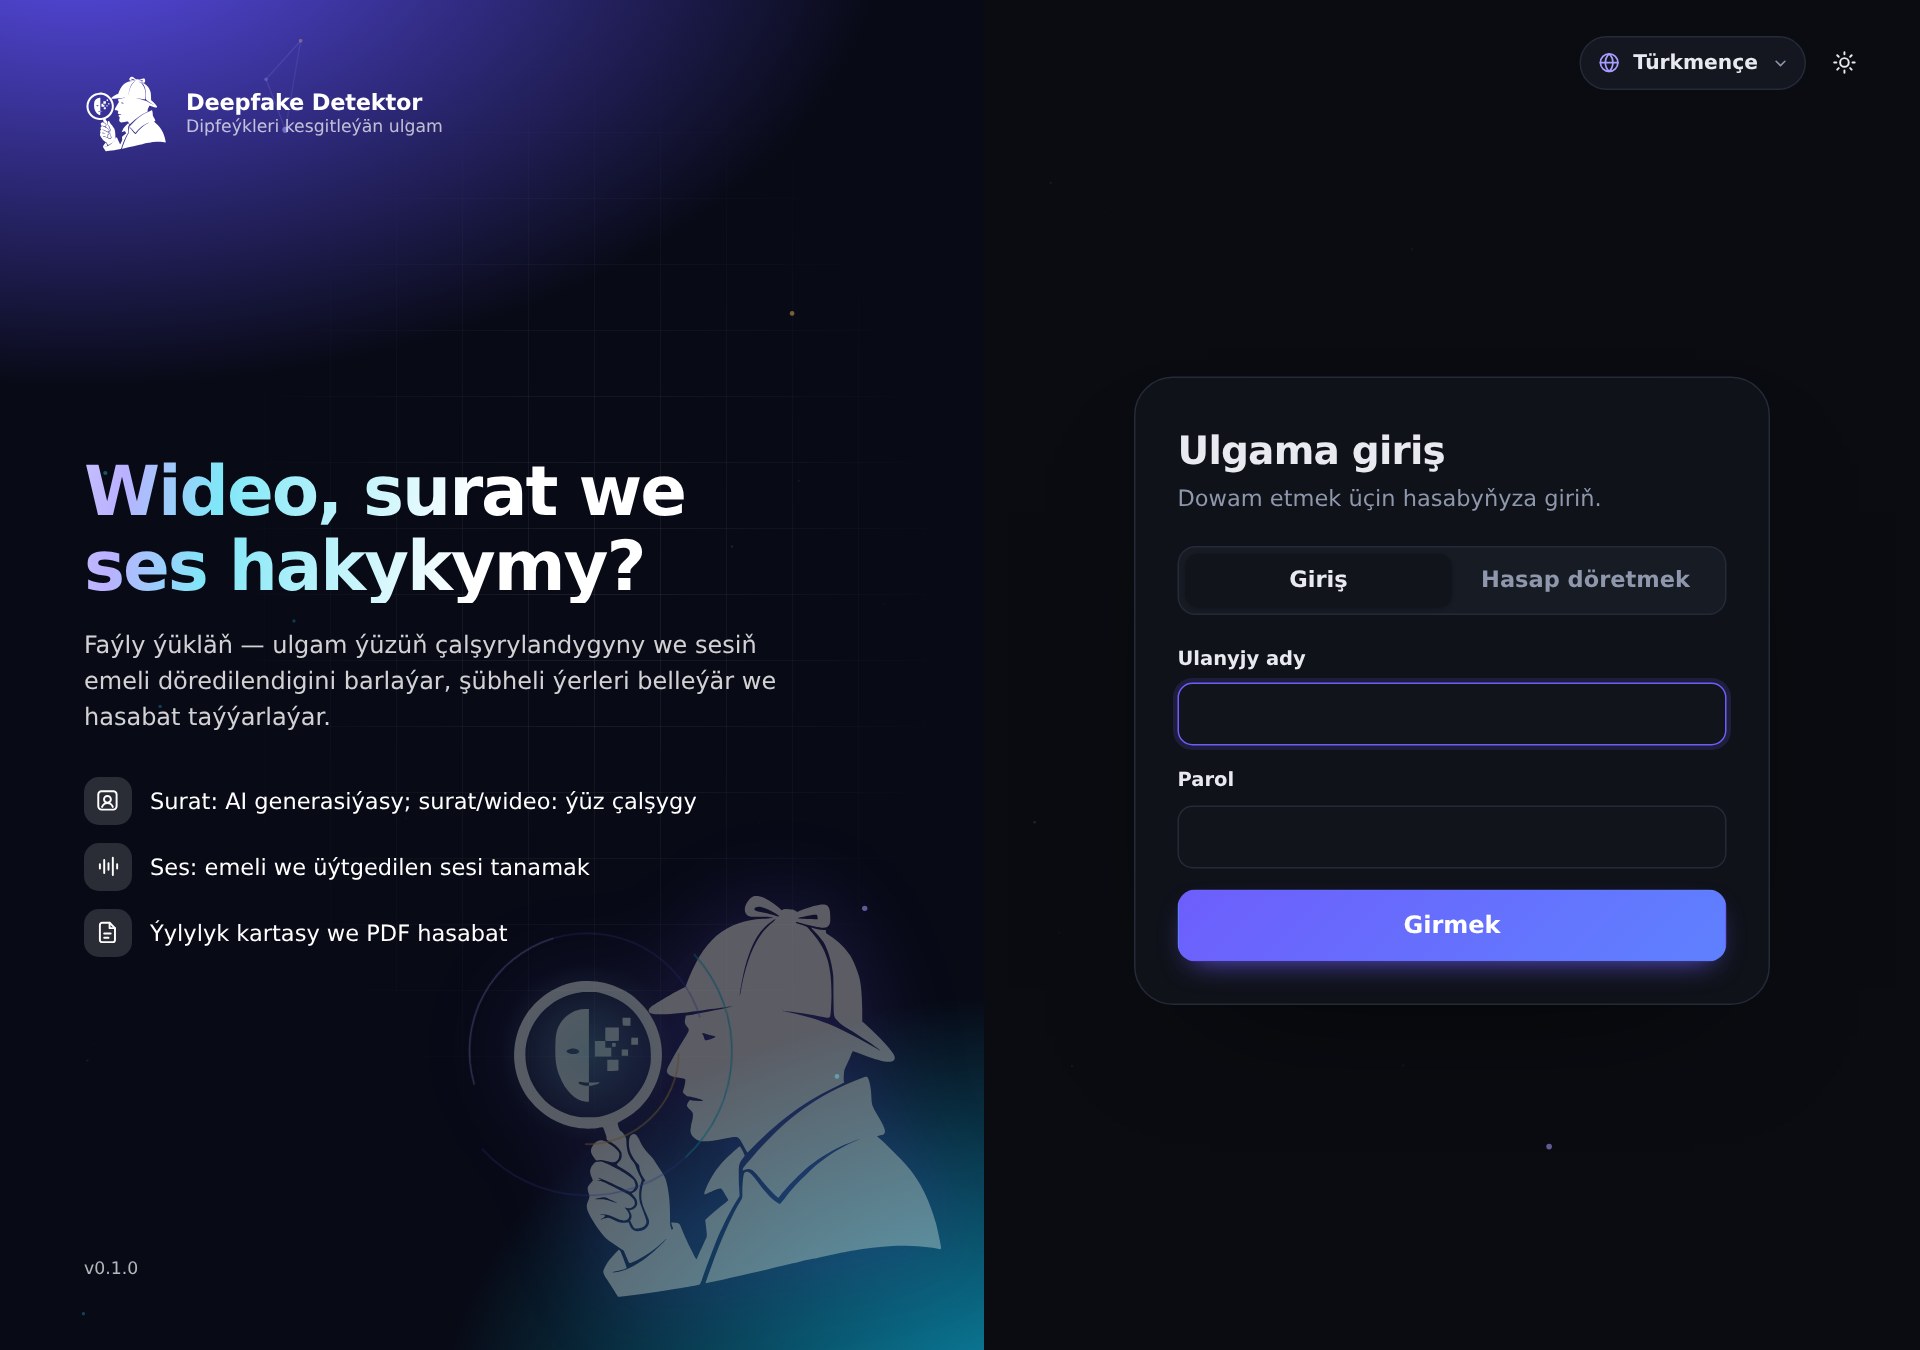 Deepfake Detektor
Dipfeýkleri kesgitleýän ulgam
Türkmençe
Wideo, surat we
ses hakykymy?
Faýly ýükläň — ulgam ýüzüň çalşyrylandygyny we sesiň
emeli döredilendigini barlaýar, şübheli ýerleri belleýär we
hasabat taýýarlaýar.
Surat: AI generasiýasy; surat/wideo: ýüz çalşygy
Ses: emeli we üýtgedilen sesi tanamak
Ýylylyk kartasy we PDF hasabat
v0.1.0
Ulgama giriş
Dowam etmek üçin hasabyňyza giriň.
Giriş
Hasap döretmek
Ulanyjy ady
Parol
Girmek